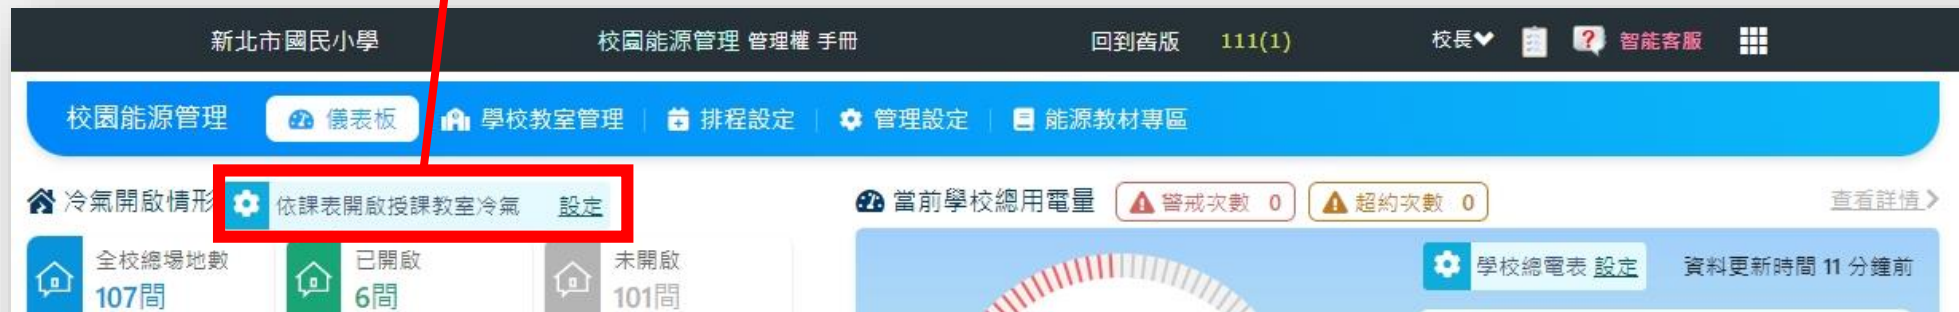 新北市國民小學 校園能源管理 管理權 手冊 回到舊版 111(1) 校長 智能客服
校園能源管理 儀表板 學校教室管理 排程設定 管理設定 能源教材專區
冷氣開啟情形 依課表開啟授課教室冷氣 設定 當前學校總用電量 警戒次數 0 超約次數 0 查看詳情
全校總場地數 已開啟 未開啟 學校總電表 設定 資料更新時間 11 分鐘前
107間 6間 101間